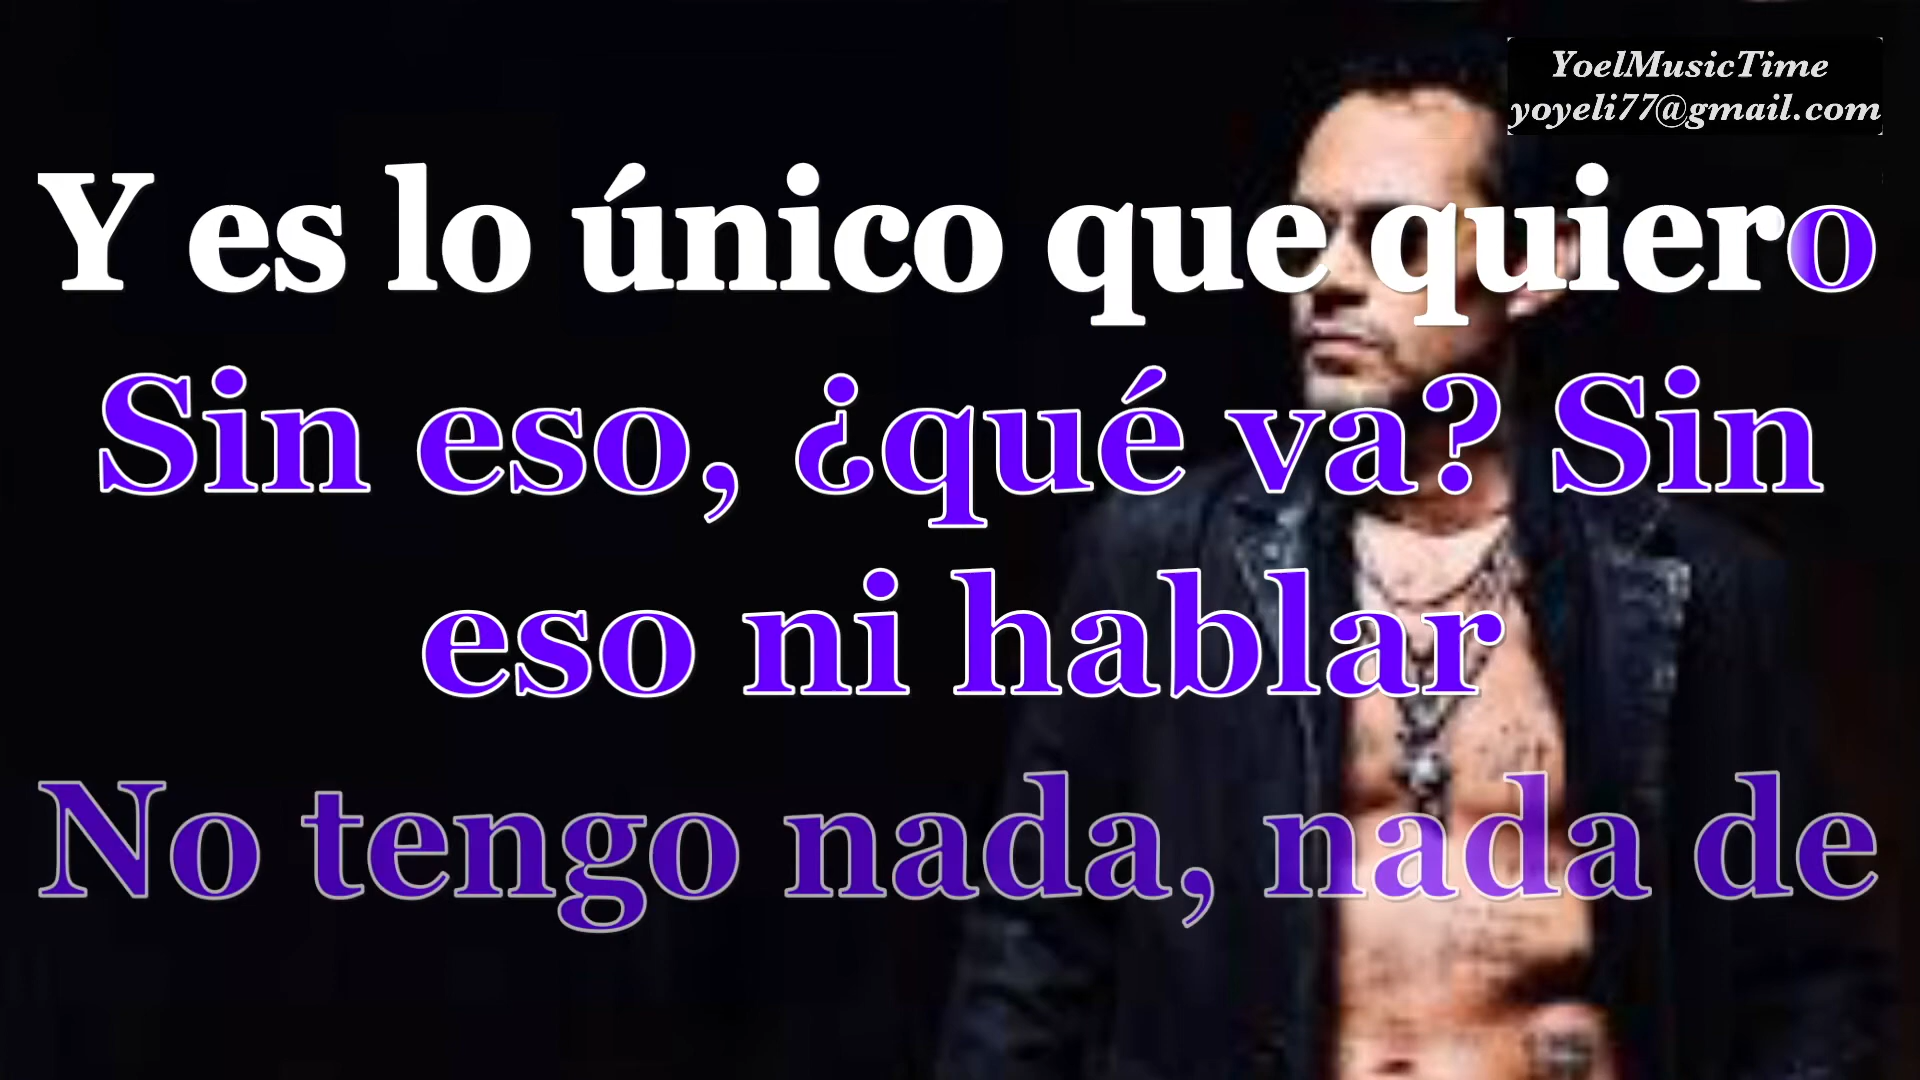 YoelMusicTime
yoyeli77@gmail.com
Y es lo único que quiero
Sin eso, ¿qué va? Sin
eso ni hablar
No tengo nada, nada de